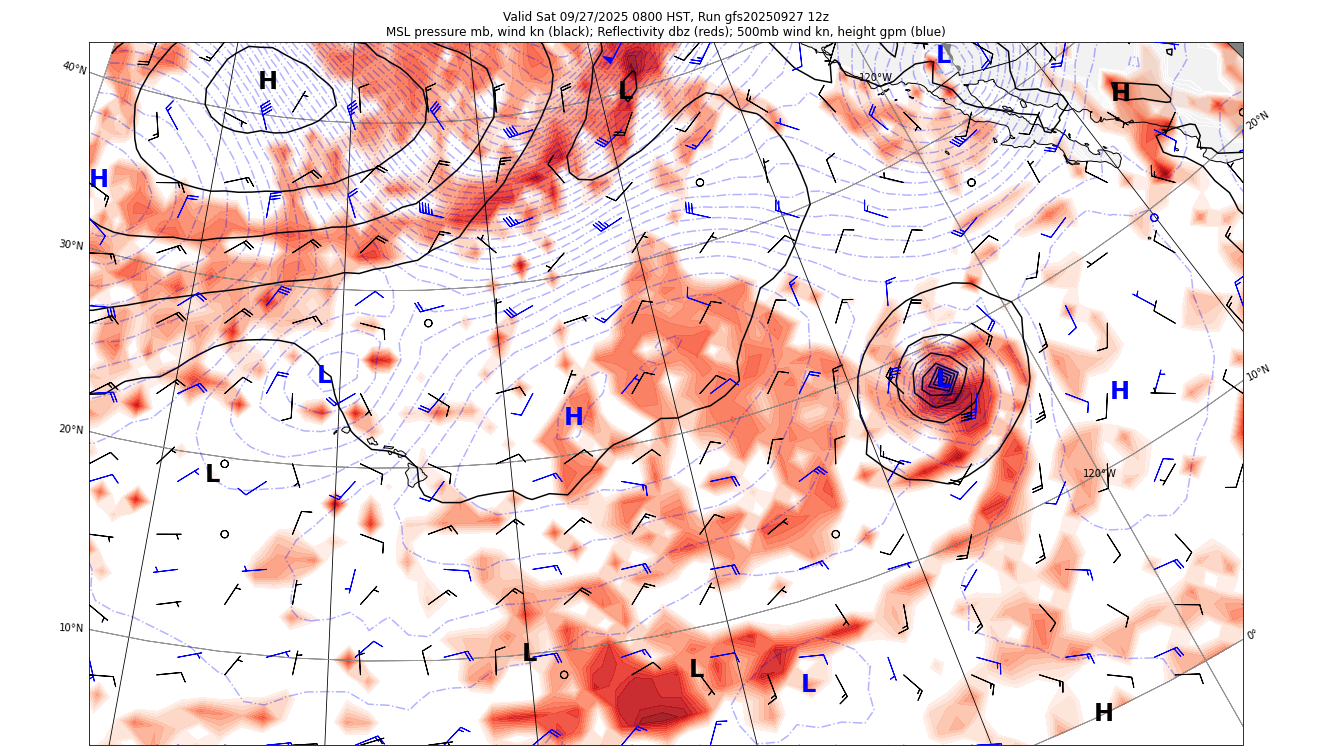 Valid Sat 09/27/2025 0800 HST, Run gfs20250927 12z
MSL pressure mb, wind kn (black); Reflectivity dbz (reds); 500mb wind kn, height gpm (blue)
L
40°N
H
120°W
L
H
20°N
H
30°N
L
L
10°N
H
H
20°N
L
120°W
10°N
0°
L
L
L
H